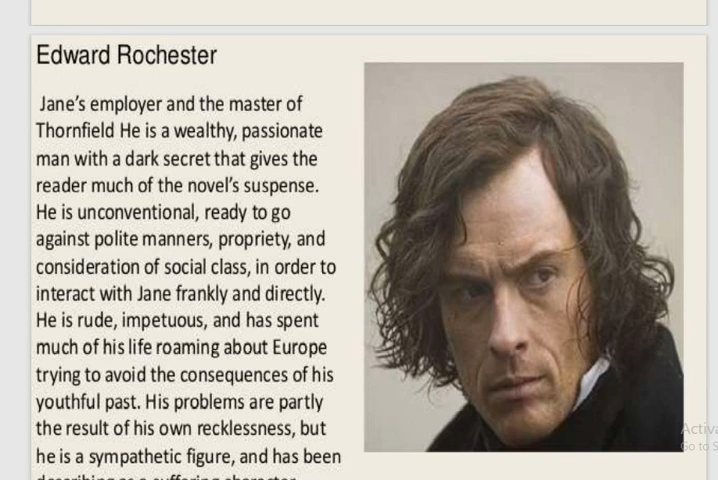 Edward Rochester
Jane's employer and the master of
Thornfield He is a wealthy, passionate
man with a dark secret that gives the
reader much of the novel's suspense.
He is unconventional, ready to go
against polite manners, propriety, and
consideration of social class, in order to
interact with Jane frankly and directly.
He is rude, impetuous, and has spent
much of his life roaming about Europe
trying to avoid the consequences of his
youthful past. His problems are partly
the result of his own recklessness, but
he is a sympathetic figure, and has been
Activa
Go to S